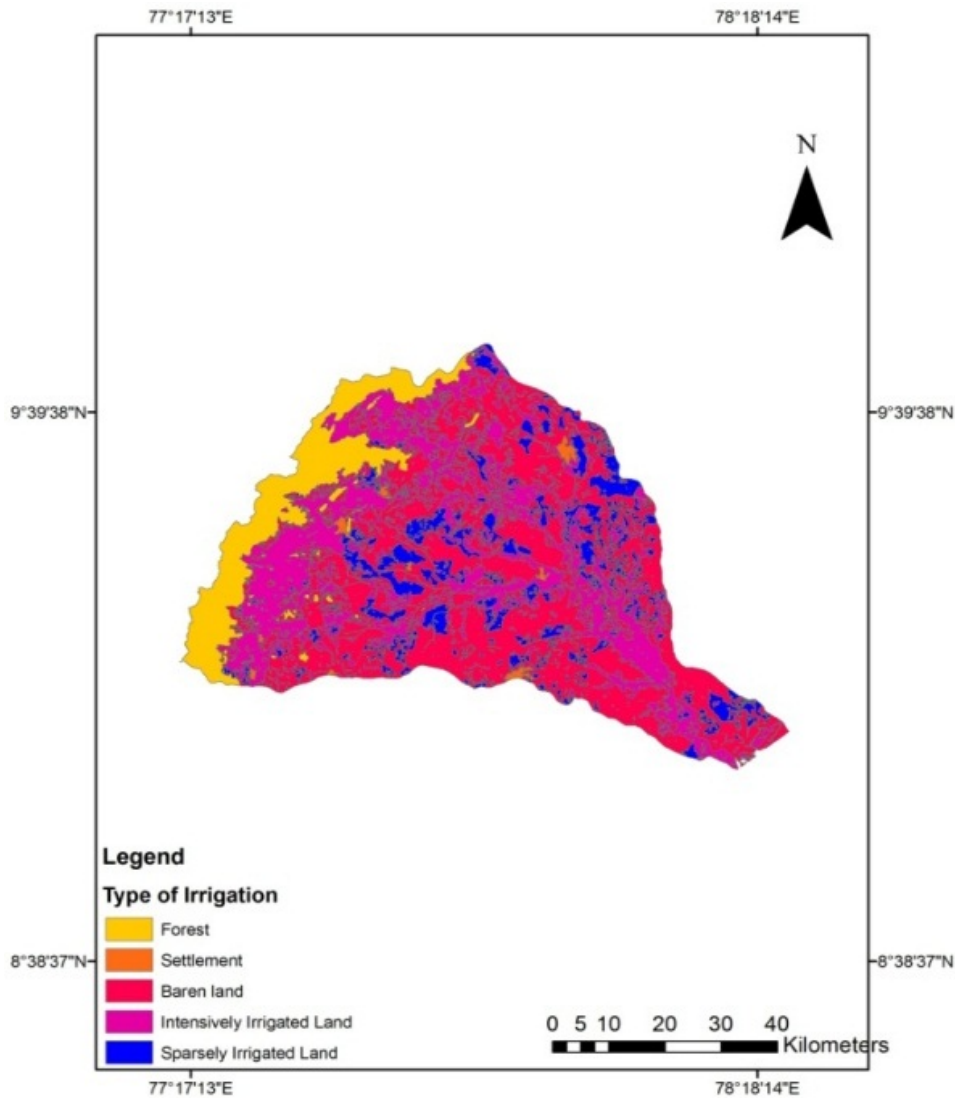 77°17'13"E 78°18'14"E
N
9°39'38"N 9°39'38"N
Legend
Type of Irrigation
Forest
Settlement
Baren land
Intensively Irrigated Land
Sparsely Irrigated Land
8°38'37"N 8°38'37"N
0 5 10 20 30 40
Kilometers
77°17'13"E 78°18'14"E